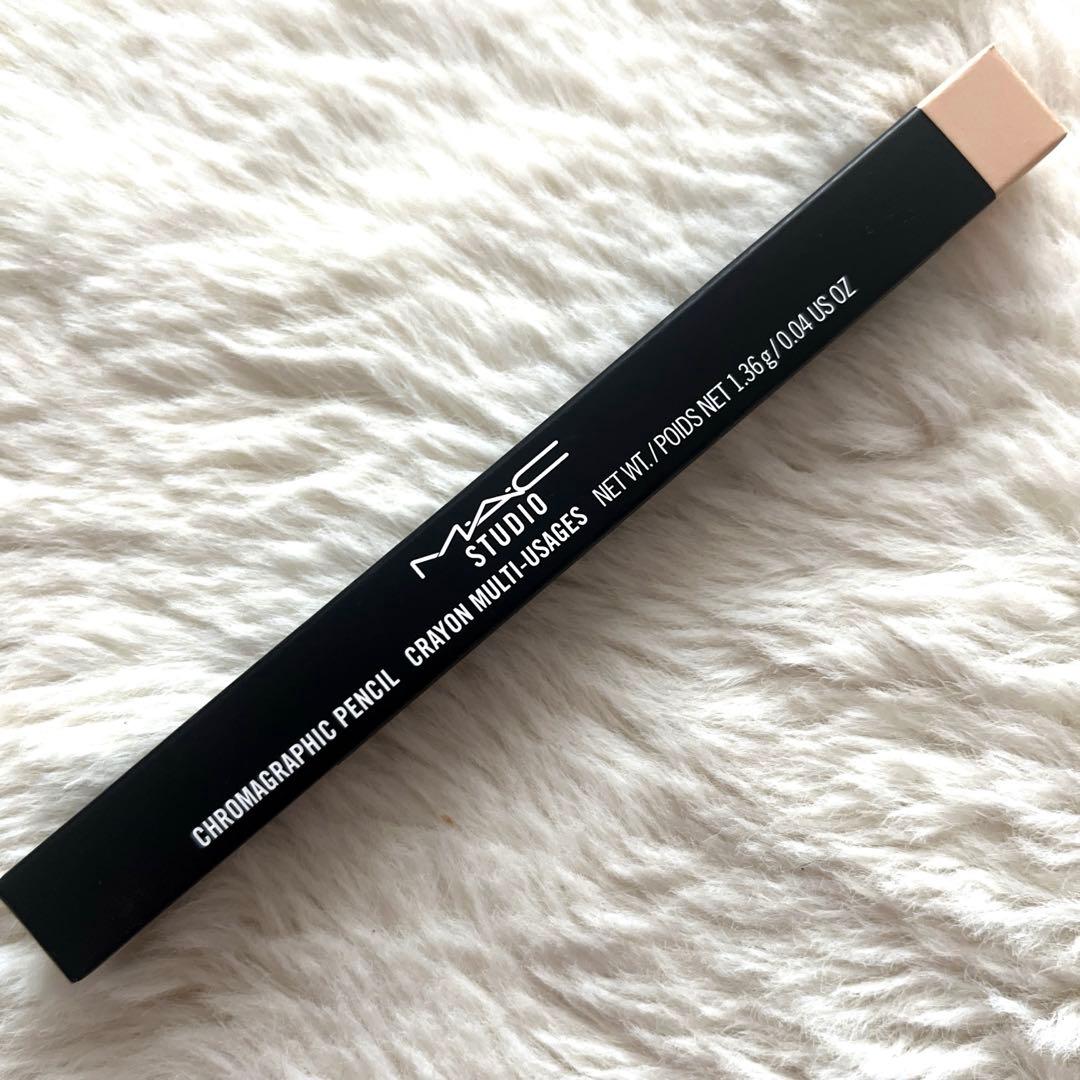 M·A·C
STUDIO
CHROMAGRAPHIC PENCIL CRAYON MULTI-USAGES NET WT. / POIDS NET 1.36 g / 0.04 US OZ